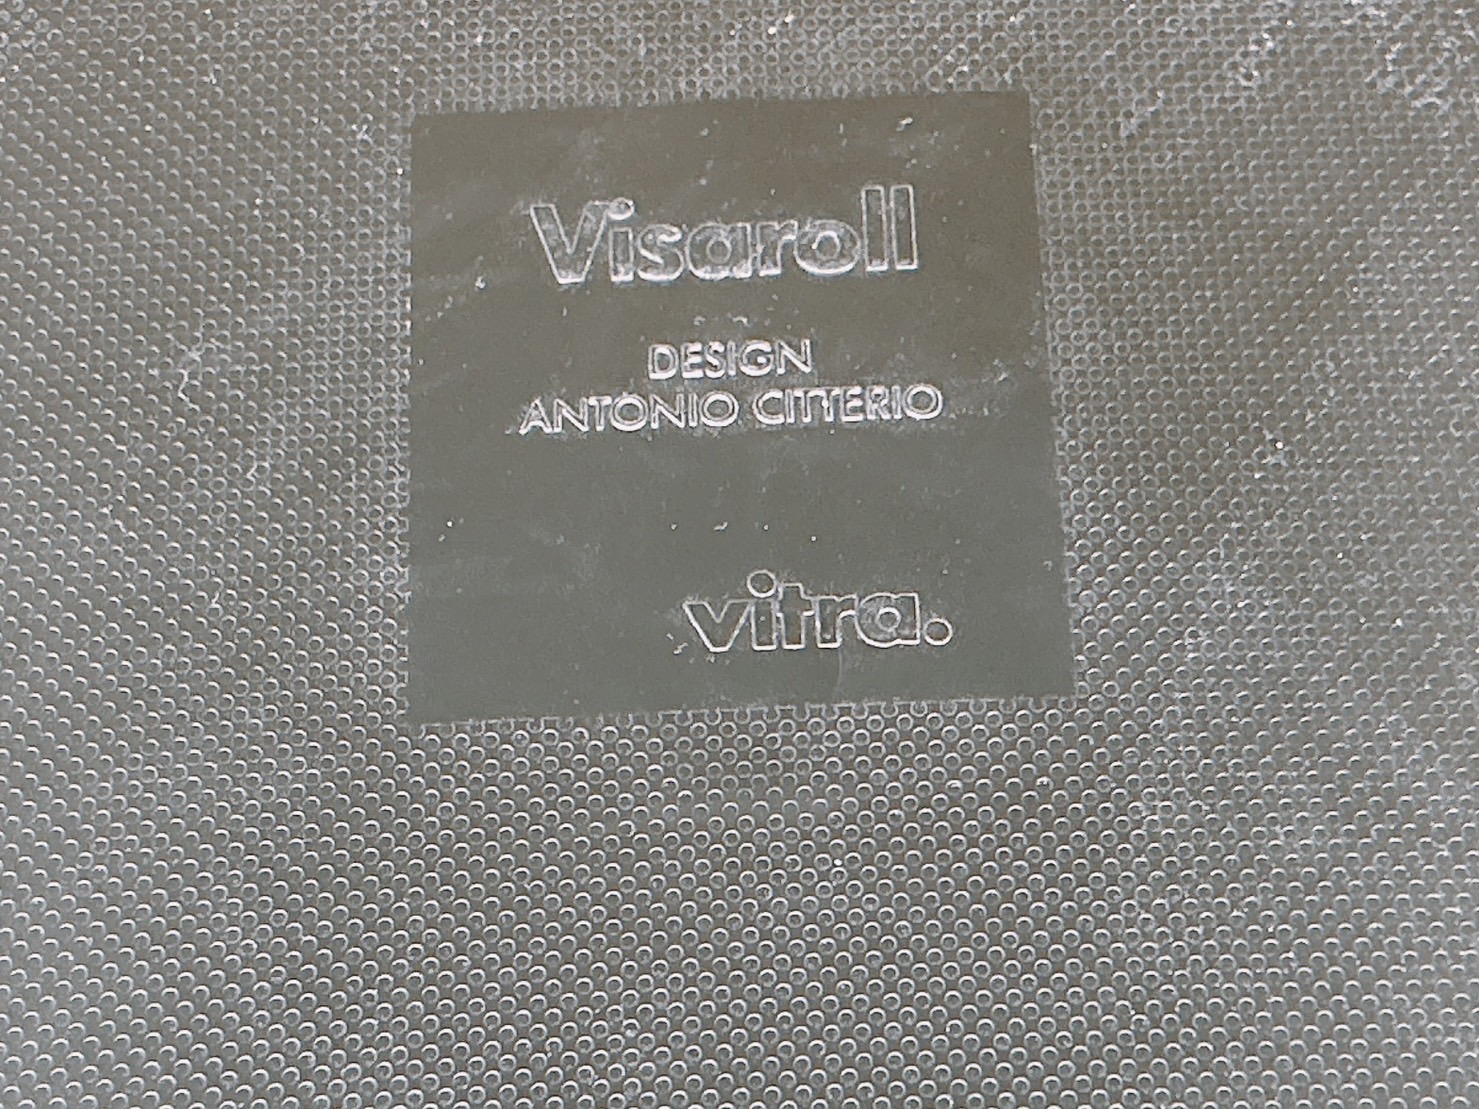 Visaroll
DESIGN
ANTONIO CITTERIO
vitra.